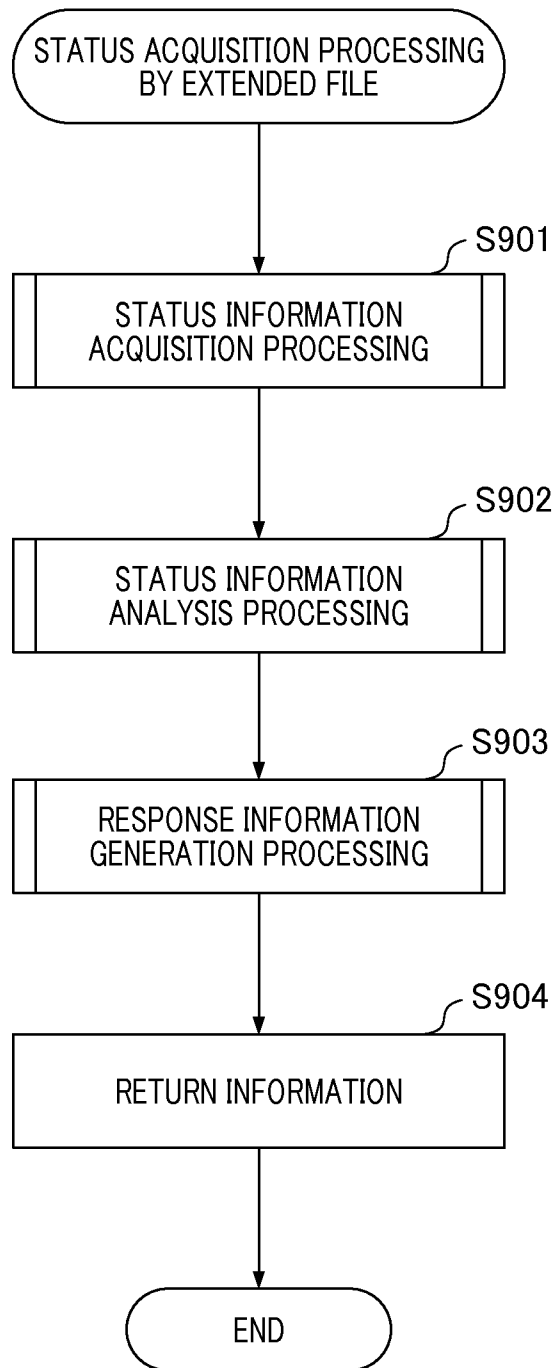 STATUS ACQUISITION PROCESSING
BY EXTENDED FILE
S901
STATUS INFORMATION
ACQUISITION PROCESSING
S902
STATUS INFORMATION
ANALYSIS PROCESSING
S903
RESPONSE INFORMATION
GENERATION PROCESSING
S904
RETURN INFORMATION
END